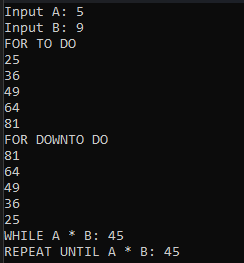 Input A: 5
Input B: 9
FOR TO DO
25
36
49
64
81
FOR DOWNTO DO
81
64
49
36
25
WHILE A * B: 45
REPEAT UNTIL A * B: 45